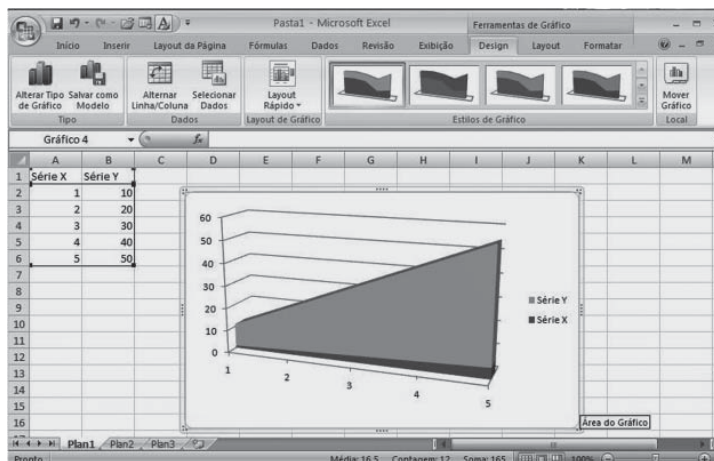 Pasta1 - Microsoft Excel
Ferramentas de Gráfico
Início Inserir Layout da Página Fórmulas Dados Revisão Exibição Design Layout Formatar
Alterar Tipo de Gráfico
Salvar como Modelo
Tipo
Alternar Linha/Coluna
Selecionar Dados
Dados
Layout Rápido
Layout de Gráfico
Estilos de Gráfico
Mover Gráfico
Local
Gráfico 4 fx
A B C D E F G H I J K L M
1 Série X Série Y
2 1 10
3 2 20
4 3 30
5 4 40
6 5 50
7
8
9
10
11
12
13
14
15
16
60
50
40
30
20
10
0
1 2 3 4 5
Série Y
Série X
Área do Gráfico
Plan1 Plan2 Plan3
Pronto Média: 16,5 Contagem: 12 Soma: 165 100%